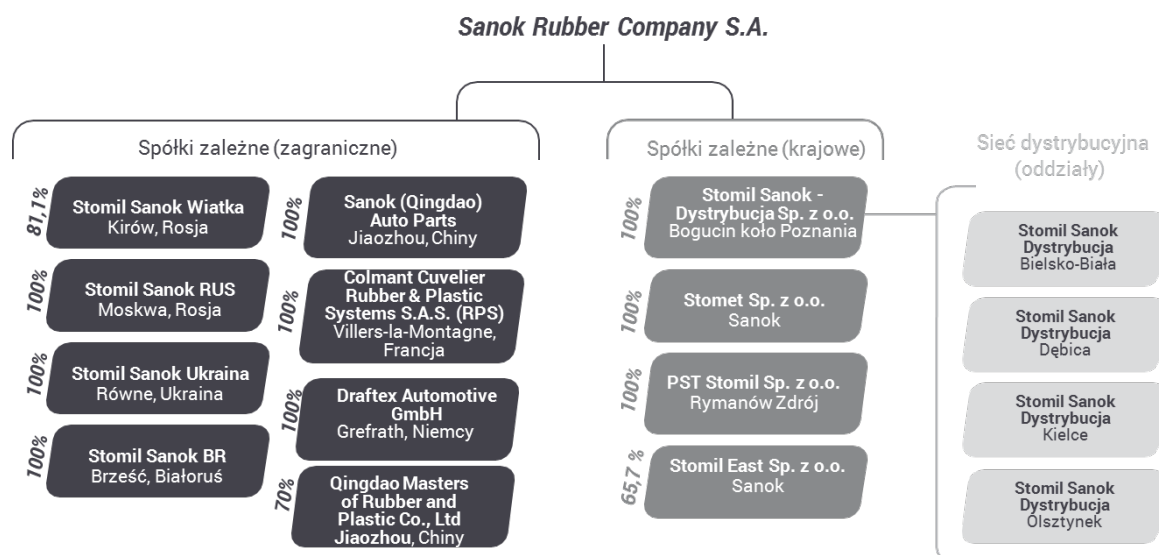 Sanok Rubber Company S.A.
Spółki zależne (zagraniczne)
81,1%
Stomil Sanok Wiatka
Kirów, Rosja
100%
Stomil Sanok RUS
Moskwa, Rosja
100%
Stomil Sanok Ukraina
Równe, Ukraina
100%
Stomil Sanok BR
Brześć, Białoruś
100%
Sanok (Qingdao)
Auto Parts
Jiaozhou, Chiny
100%
Colmant Cuvelier
Rubber & Plastic
Systems S.A.S. (RPS)
Villers-la-Montagne,
Francja
100%
Draftex Automotive
GmbH
Grefrath, Niemcy
70%
Qingdao Masters
of Rubber and
Plastic Co., Ltd
Jiaozhou, Chiny
Spółki zależne (krajowe)
100%
Stomil Sanok -
Dystrybucja Sp. z o.o.
Bogucin koło Poznania
100%
Stomet Sp. z o.o.
Sanok
100%
PST Stomil Sp. z o.o.
Rymanów Zdrój
65,7 %
Stomil East Sp. z o.o.
Sanok
Sieć dystrybucyjna
(oddziały)
Stomil Sanok
Dystrybucja
Bielsko-Biała
Stomil Sanok
Dystrybucja
Dębica
Stomil Sanok
Dystrybucja
Kielce
Stomil Sanok
Dystrybucja
Olsztynek